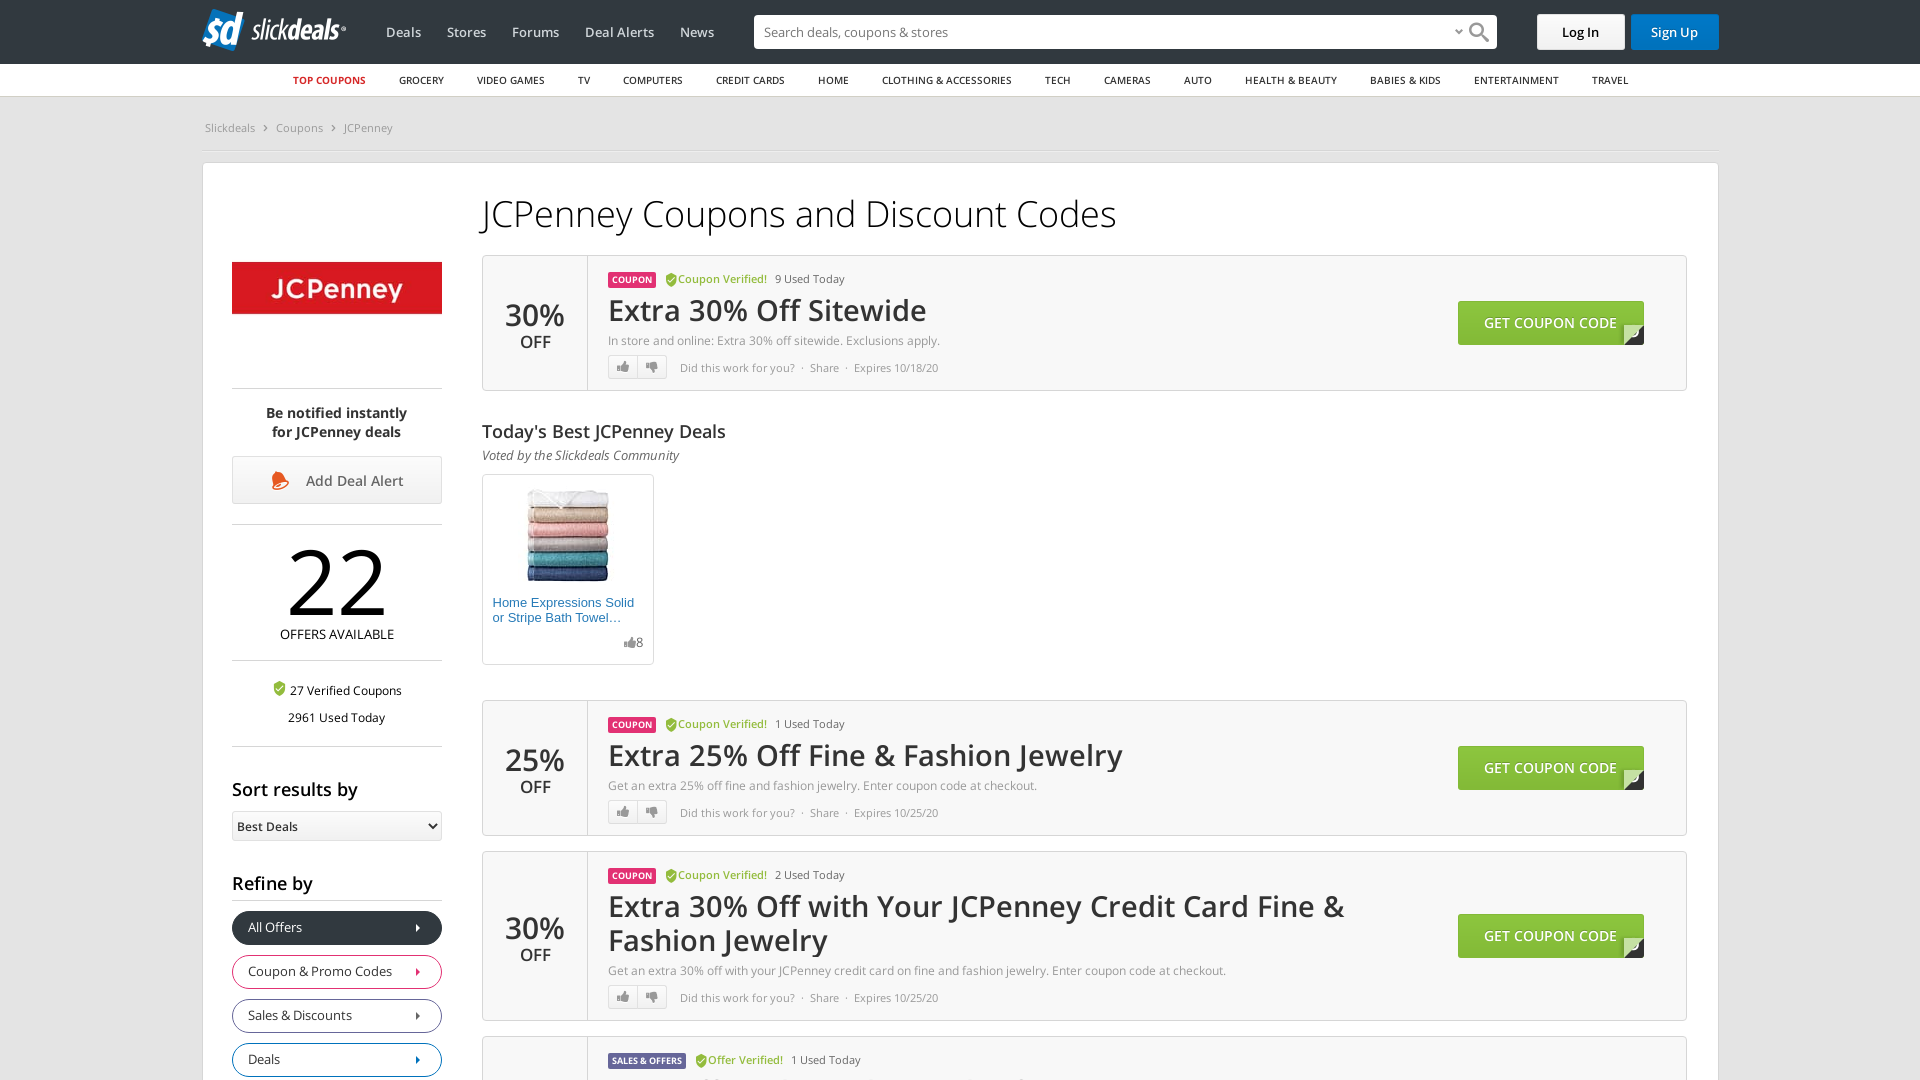 sd slickdeals®
Deals
Stores
Forums
Deal Alerts
News
Search deals, coupons & stores
Log In
Sign Up
TOP COUPONS
GROCERY
VIDEO GAMES
TV
COMPUTERS
CREDIT CARDS
HOME
CLOTHING & ACCESSORIES
TECH
CAMERAS
AUTO
HEALTH & BEAUTY
BABIES & KIDS
ENTERTAINMENT
TRAVEL
Slickdeals > Coupons > JCPenney
JCPenney
Be notified instantly
for JCPenney deals
Add Deal Alert
22
OFFERS AVAILABLE
27 Verified Coupons
2961 Used Today
Sort results by
Best Deals
Refine by
All Offers
Coupon & Promo Codes
Sales & Discounts
Deals
JCPenney Coupons and Discount Codes
30%
OFF
COUPON Coupon Verified! 9 Used Today
Extra 30% Off Sitewide
In store and online: Extra 30% off sitewide. Exclusions apply.
Did this work for you? · Share · Expires 10/18/20
GET COUPON CODE
Today's Best JCPenney Deals
Voted by the Slickdeals Community
Home Expressions Solid
or Stripe Bath Towel…
8
25%
OFF
COUPON Coupon Verified! 1 Used Today
Extra 25% Off Fine & Fashion Jewelry
Get an extra 25% off fine and fashion jewelry. Enter coupon code at checkout.
Did this work for you? · Share · Expires 10/25/20
GET COUPON CODE
30%
OFF
COUPON Coupon Verified! 2 Used Today
Extra 30% Off with Your JCPenney Credit Card Fine &
Fashion Jewelry
Get an extra 30% off with your JCPenney credit card on fine and fashion jewelry. Enter coupon code at checkout.
Did this work for you? · Share · Expires 10/25/20
GET COUPON CODE
SALES & OFFERS Offer Verified! 1 Used Today